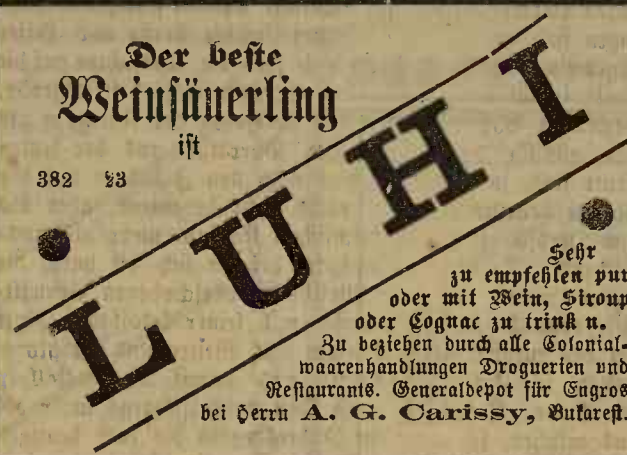 Der beste
Weinsäuerling
ist
382 23
LUHI
Sehr
zu empfehlen pur
oder mit Wein, Siroup
oder Cognac zu trink n.
Zu beziehen durch alle Colonial-
waarenhandlungen Droguerien und
Restaurants. Generaldepot für Engros
bei Herrn A. G. Carissy, Bukarest.